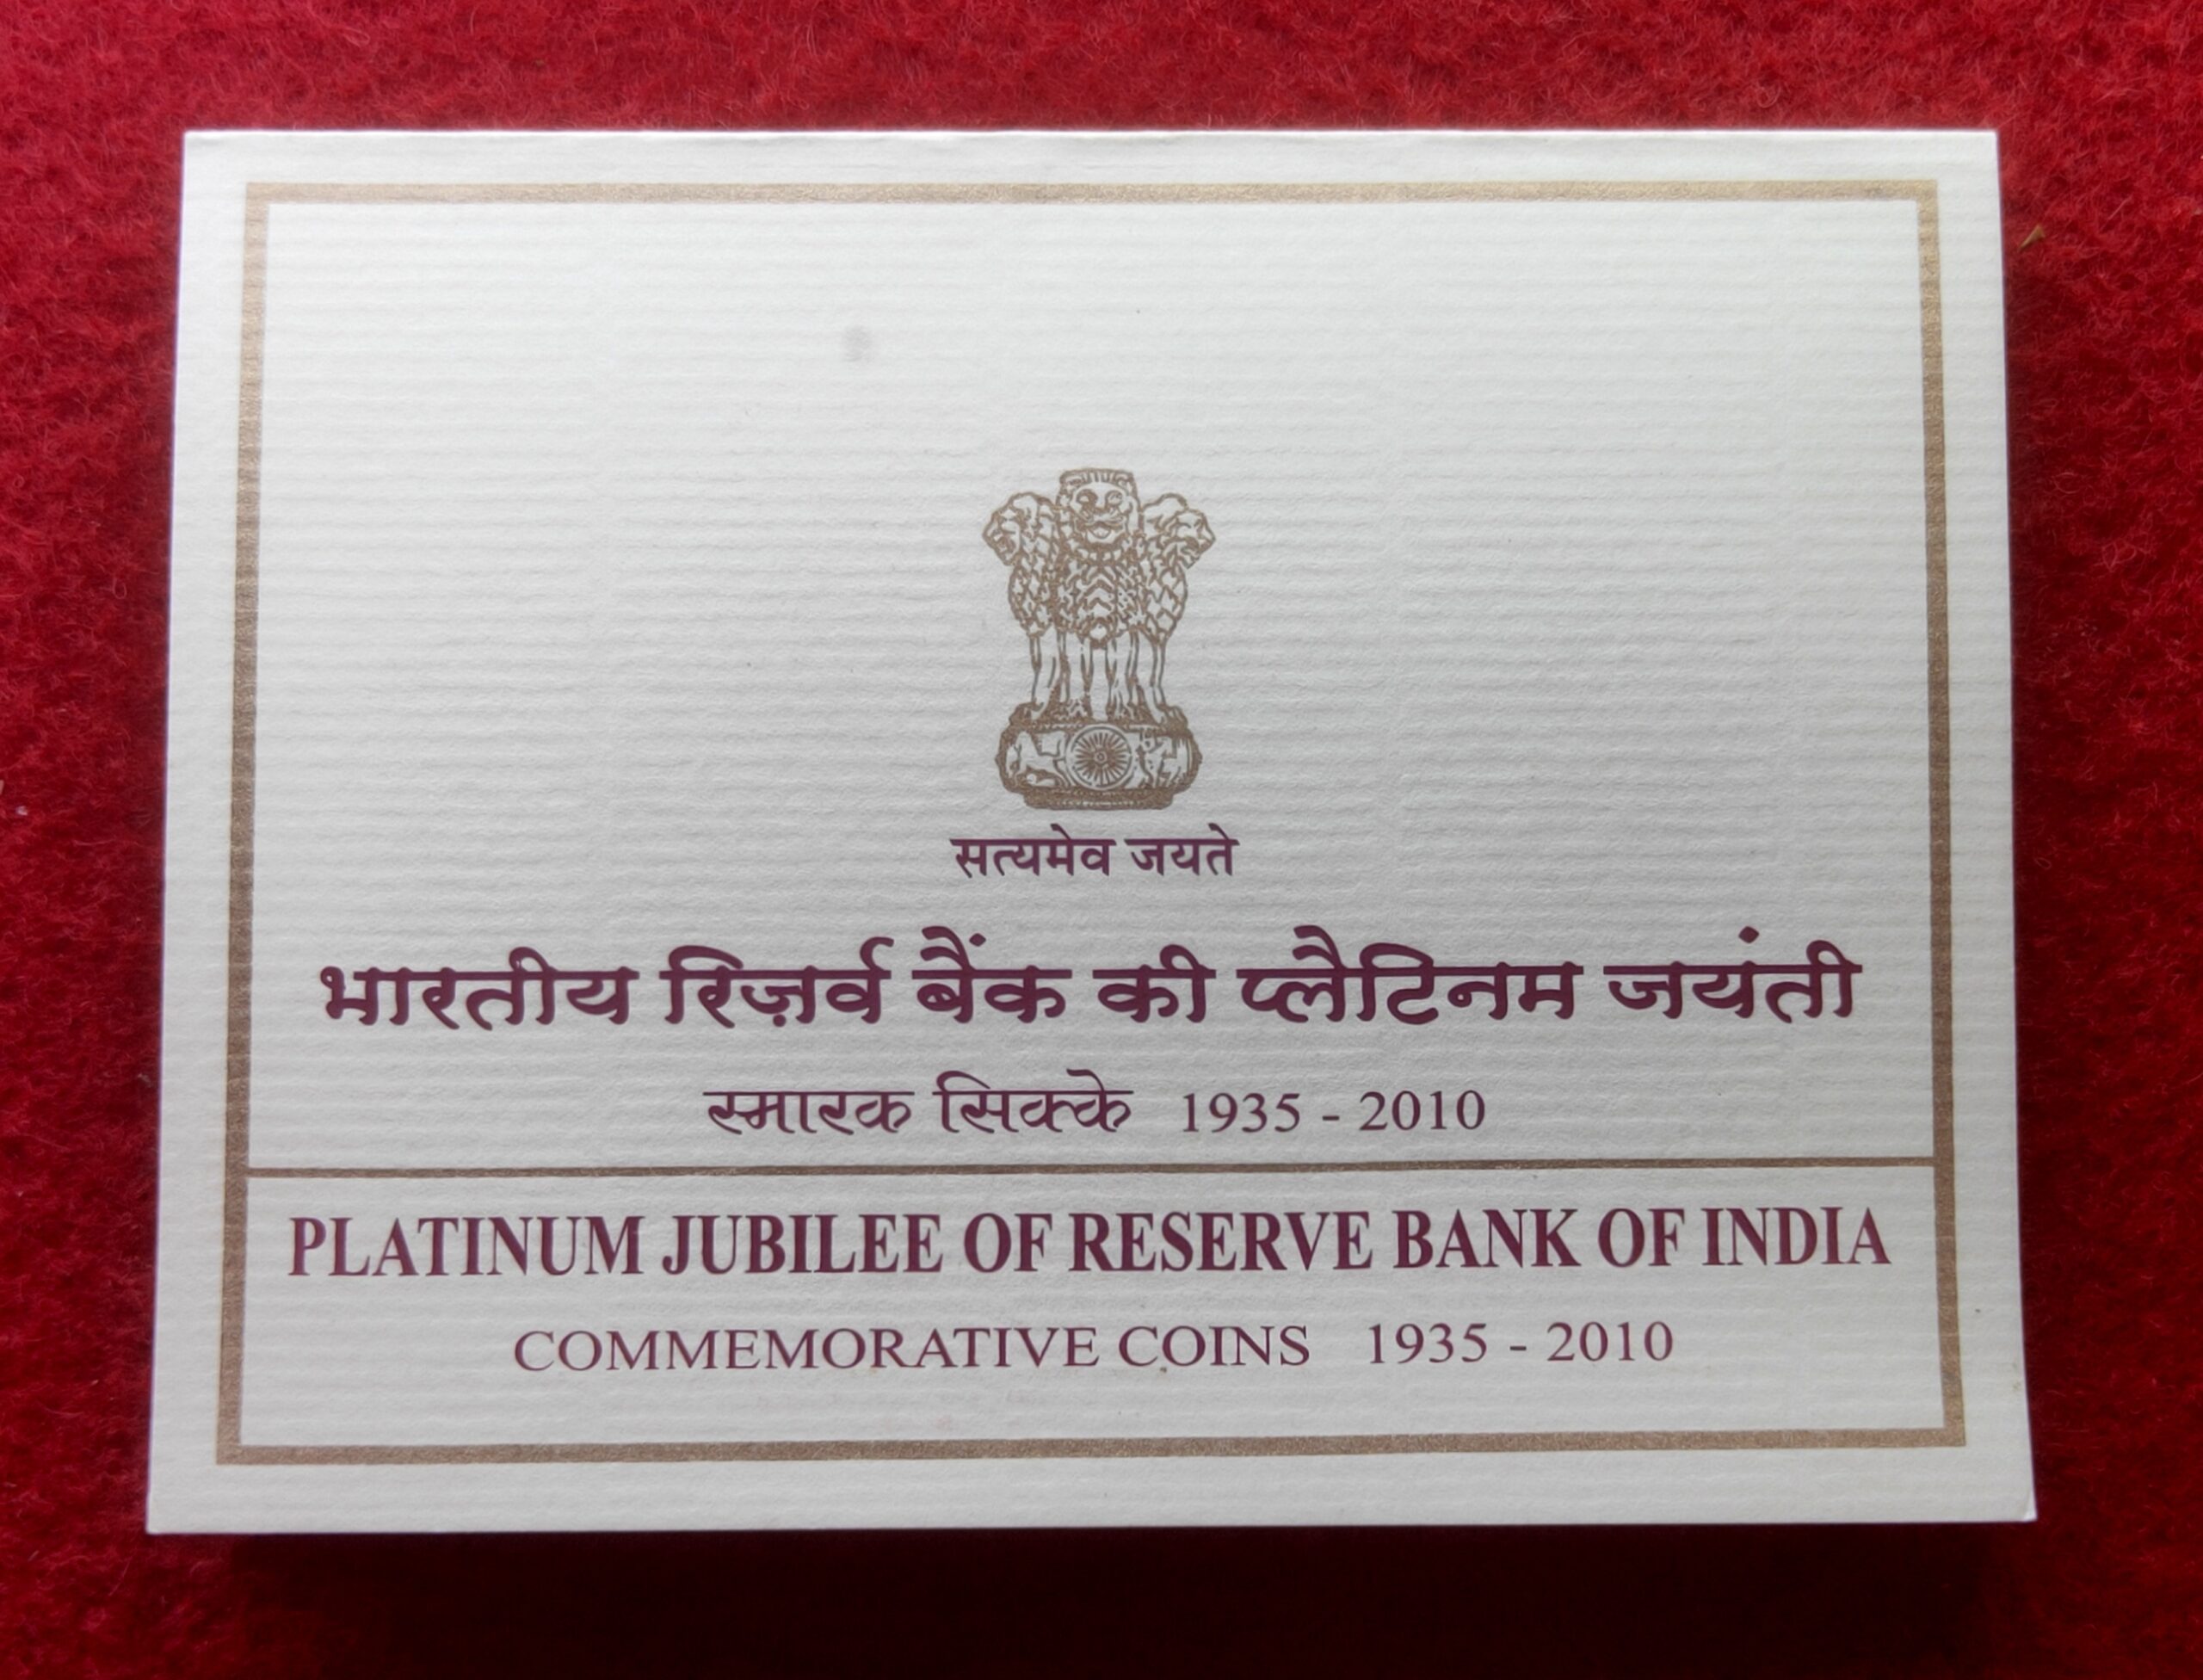 सत्यमेव जयते
भारतीय रिज़र्व बैंक की प्लैटिनम जयंती
स्मारक सिक्के 1935 - 2010
PLATINUM JUBILEE OF RESERVE BANK OF INDIA
COMMEMORATIVE COINS 1935 - 2010